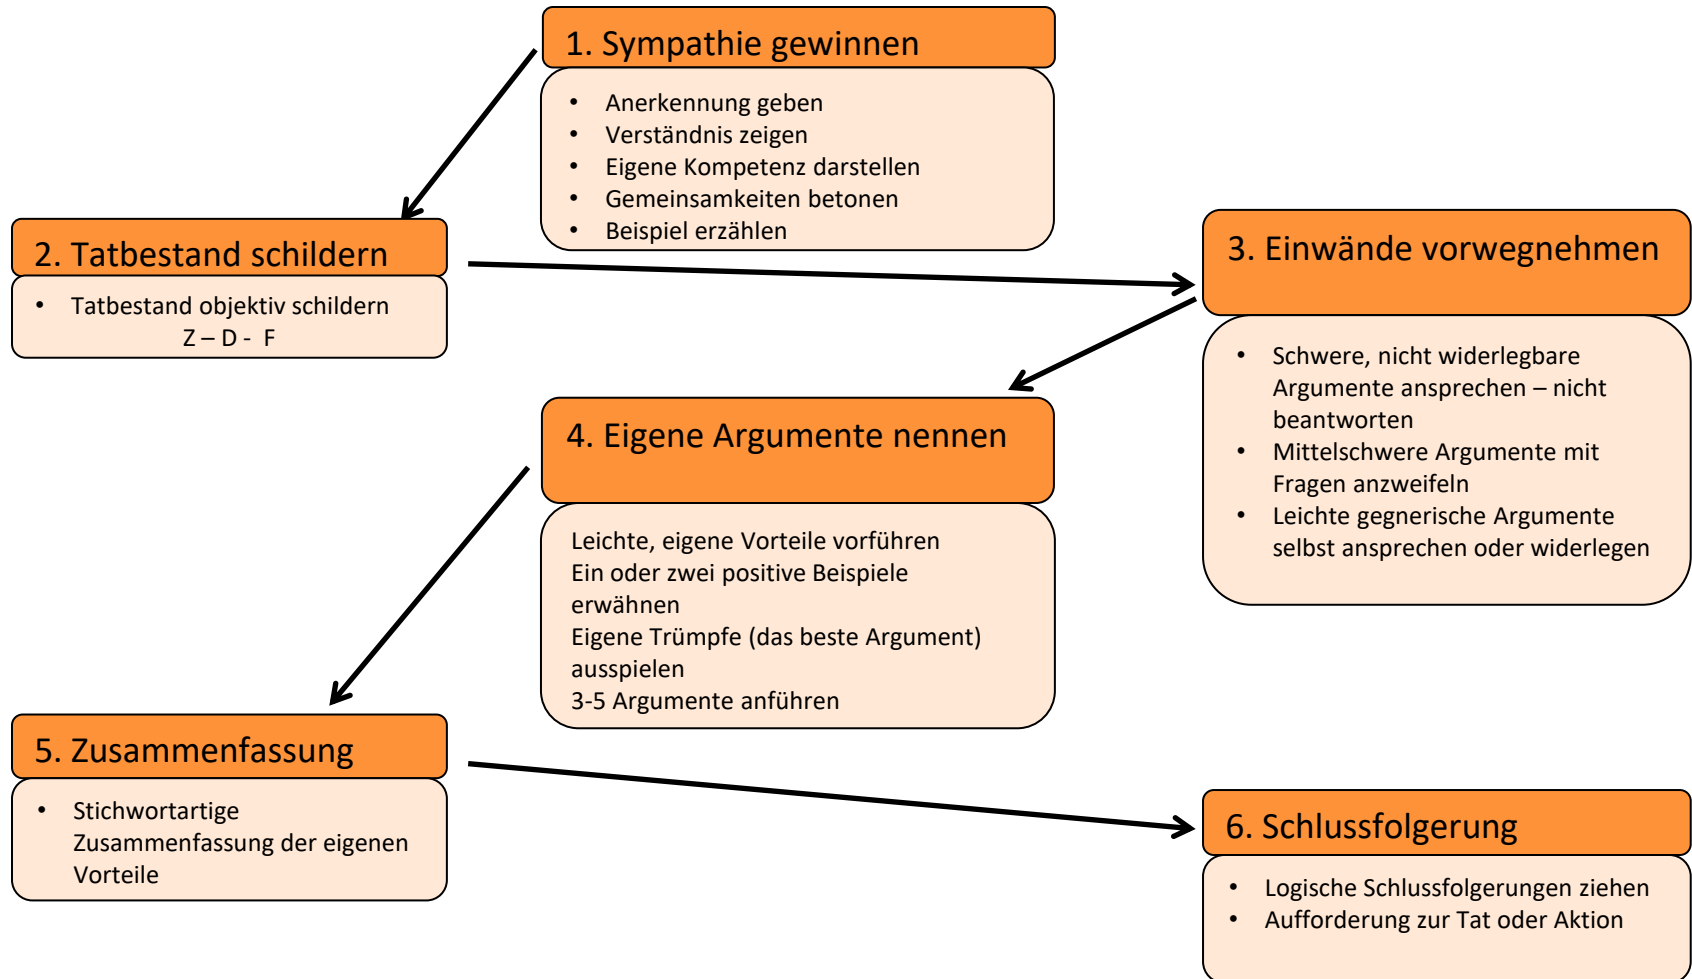 1. Sympathie gewinnen
• Anerkennung geben
• Verständnis zeigen
• Eigene Kompetenz darstellen
• Gemeinsamkeiten betonen
• Beispiel erzählen
2. Tatbestand schildern
• Tatbestand objektiv schildern
Z – D - F
3. Einwände vorwegnehmen
• Schwere, nicht widerlegbare
Argumente ansprechen – nicht
beantworten
• Mittelschwere Argumente mit
Fragen anzweifeln
• Leichte gegnerische Argumente
selbst ansprechen oder widerlegen
4. Eigene Argumente nennen
Leichte, eigene Vorteile vorführen
Ein oder zwei positive Beispiele
erwähnen
Eigene Trümpfe (das beste Argument)
ausspielen
3-5 Argumente anführen
5. Zusammenfassung
• Stichwortartige
Zusammenfassung der eigenen
Vorteile
6. Schlussfolgerung
• Logische Schlussfolgerungen ziehen
• Aufforderung zur Tat oder Aktion